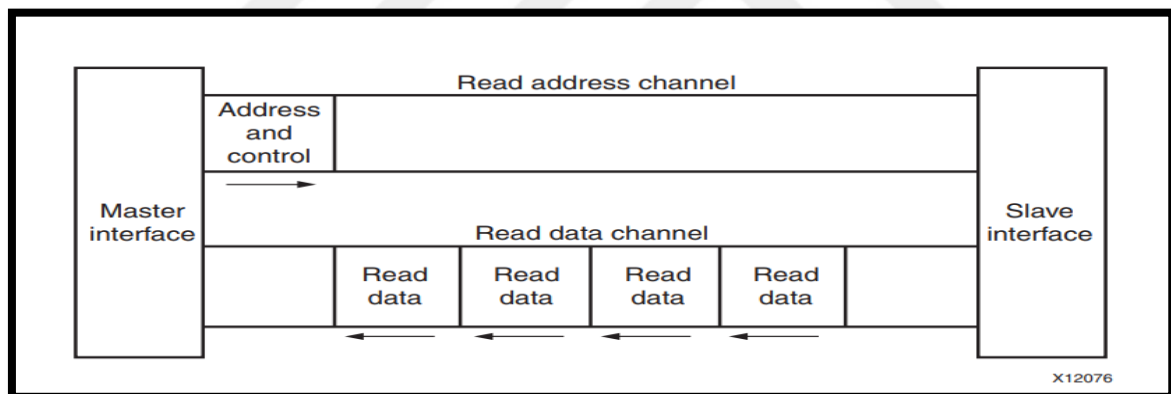 Read address channel
Address
and
control
Master
interface
Slave
interface
Read data channel
Read
data
Read
data
Read
data
Read
data
X12076